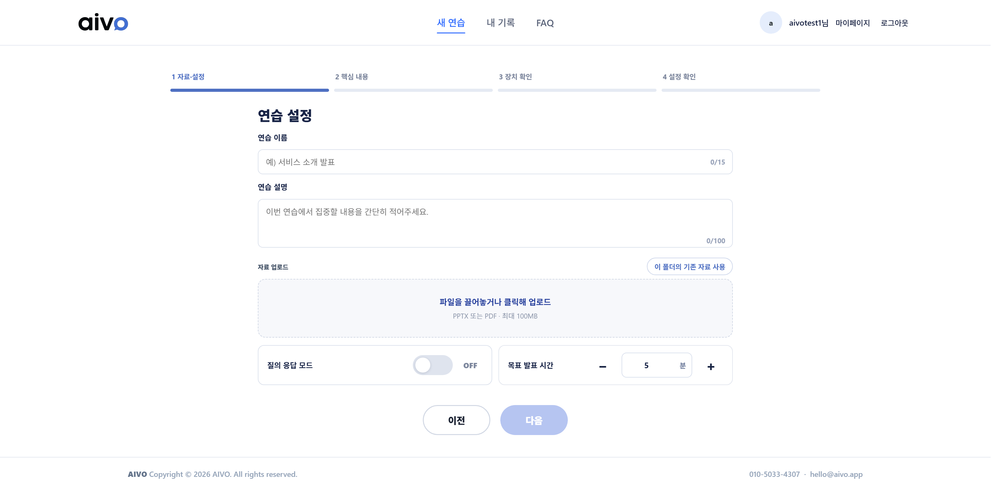 aivo
새 연습 내 기록 FAQ
a aivotest1님 마이페이지 로그아웃
1 자료·설정 2 핵심 내용 3 장치 확인 4 설정 확인
연습 설정
연습 이름
예) 서비스 소개 발표 0/15
연습 설명
이번 연습에서 집중할 내용을 간단히 적어주세요.
0/100
자료 업로드 이 폴더의 기존 자료 사용
파일을 끌어놓거나 클릭해 업로드
PPTX 또는 PDF · 최대 100MB
질의 응답 모드 OFF 목표 발표 시간 − 5 분 +
이전 다음
AIVO Copyright © 2026 AIVO. All rights reserved. 010-5033-4307 · hello@aivo.app